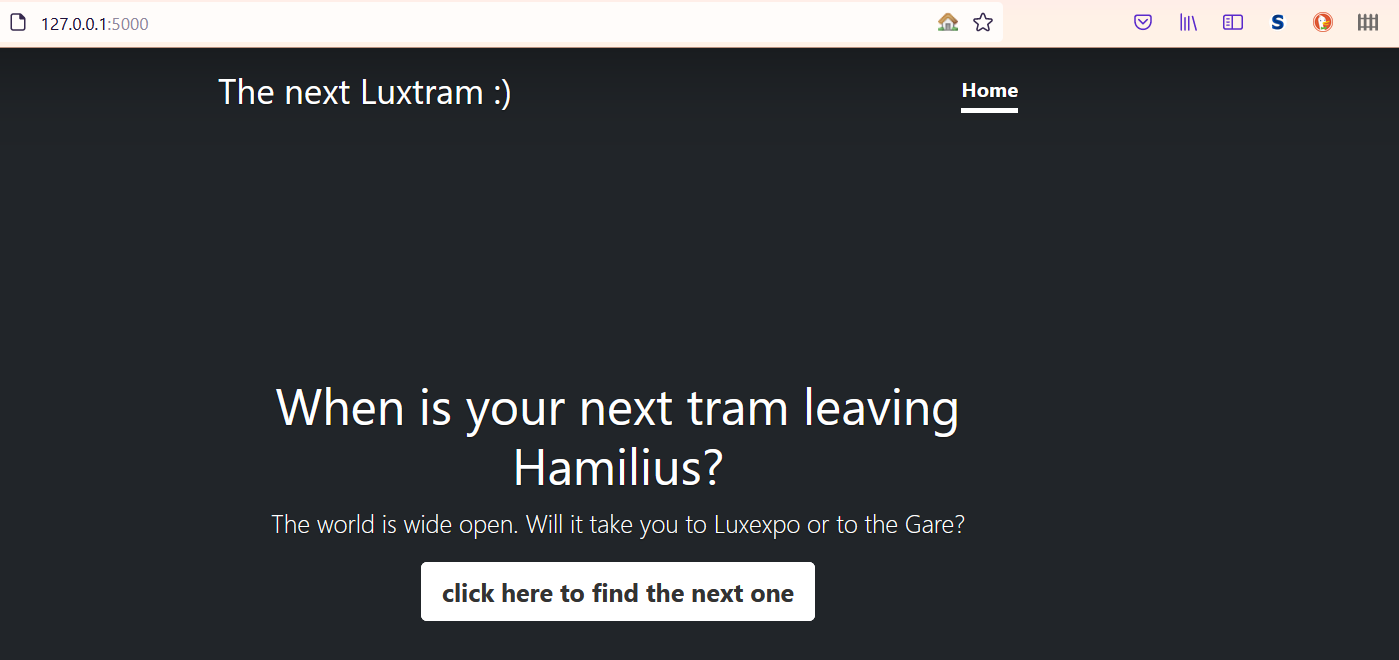 127.0.0.1:5000
S
The next Luxtram :)
Home
When is your next tram leaving
Hamilius?
The world is wide open. Will it take you to Luxexpo or to the Gare?
click here to find the next one